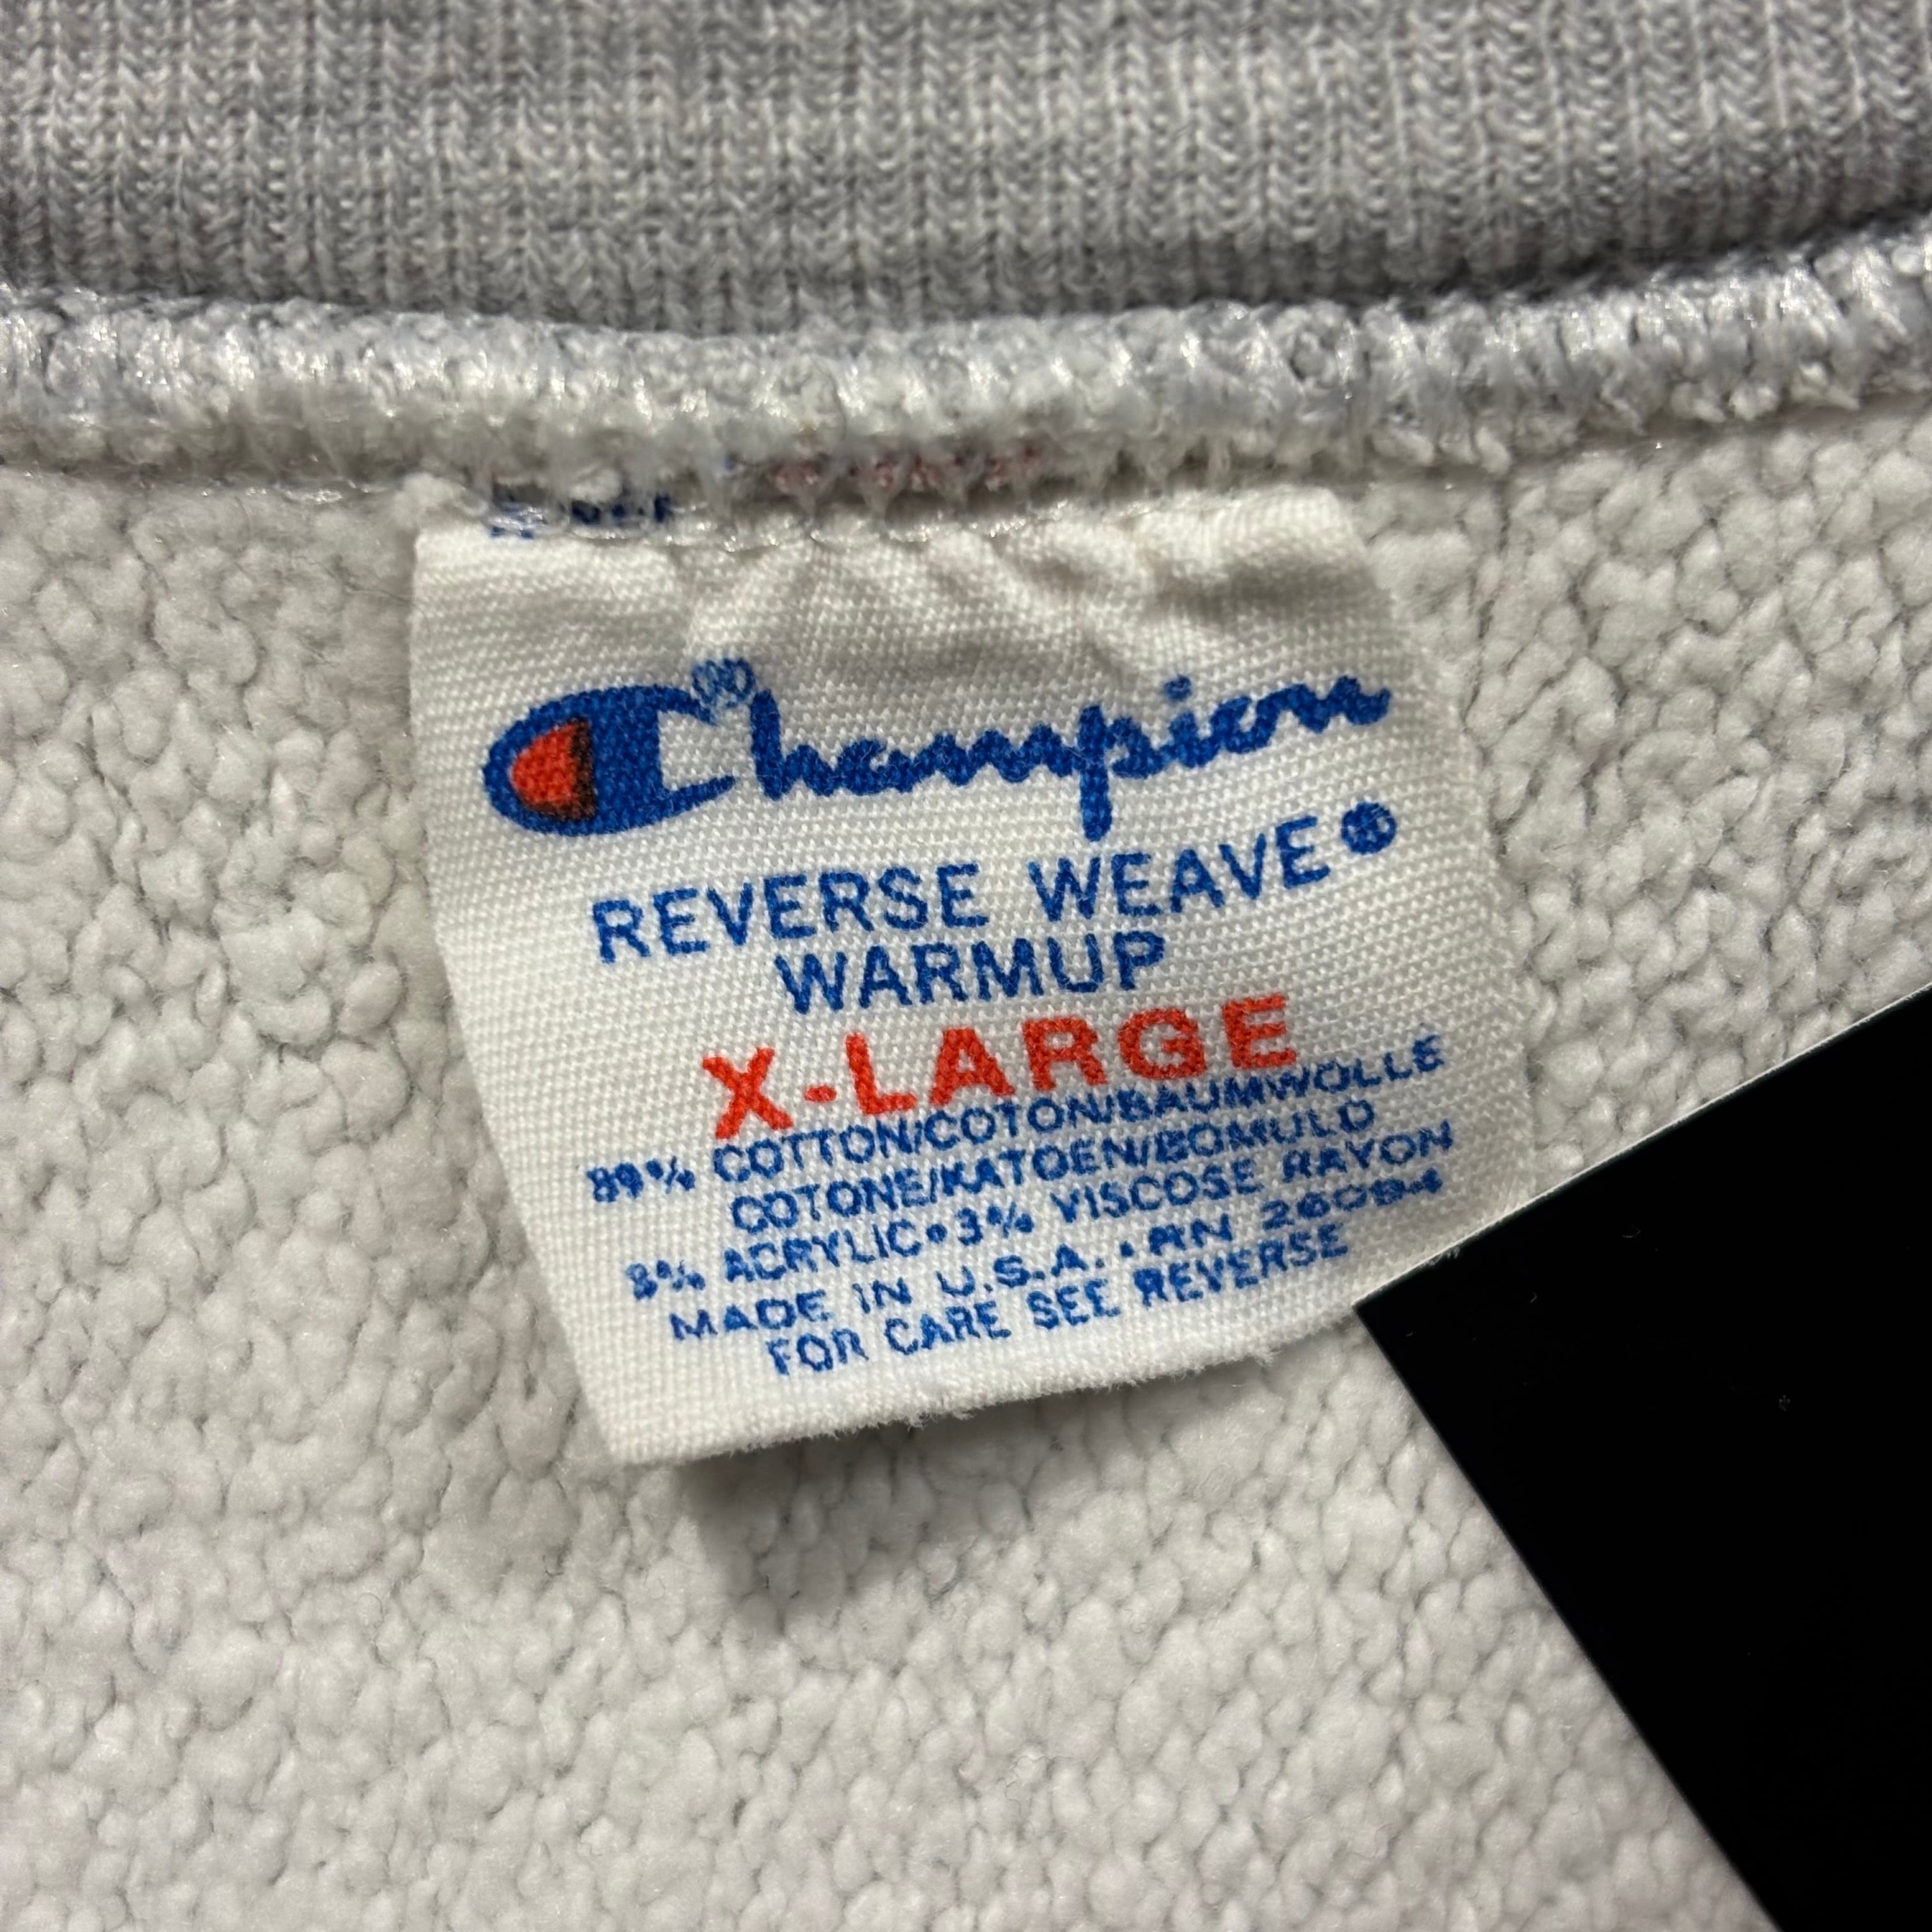 Champion®
REVERSE WEAVE®
WARMUP
X-LARGE
89% COTTON/COTON/BAUMWOLLE
COTONE/KATOEN/BOMULD
8% ACRYLIC•3% VISCOSE RAYON
MADE IN U.S.A. • RN 26094
FOR CARE SEE REVERSE